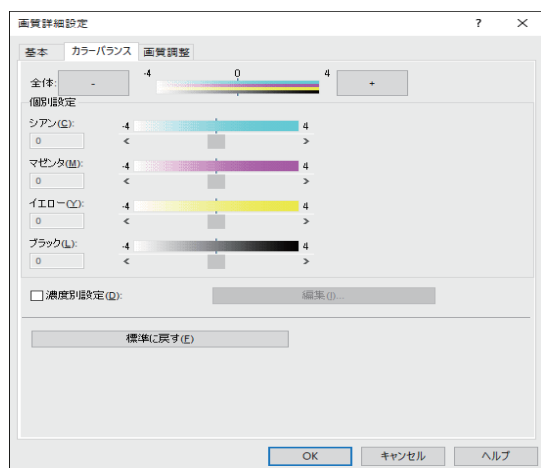 画質詳細設定 ? ×
基本 カラーバランス 画質調整
全体: - -4 0 4 +
個別設定
シアン(C): -4 4
0 < >
マゼンタ(M): -4 4
0 < >
イエロー(Y): -4 4
0 < >
ブラック(L): -4 4
0 < >
濃度別設定(D): 編集(I)...
標準に戻す(F)
OK キャンセル ヘルプ